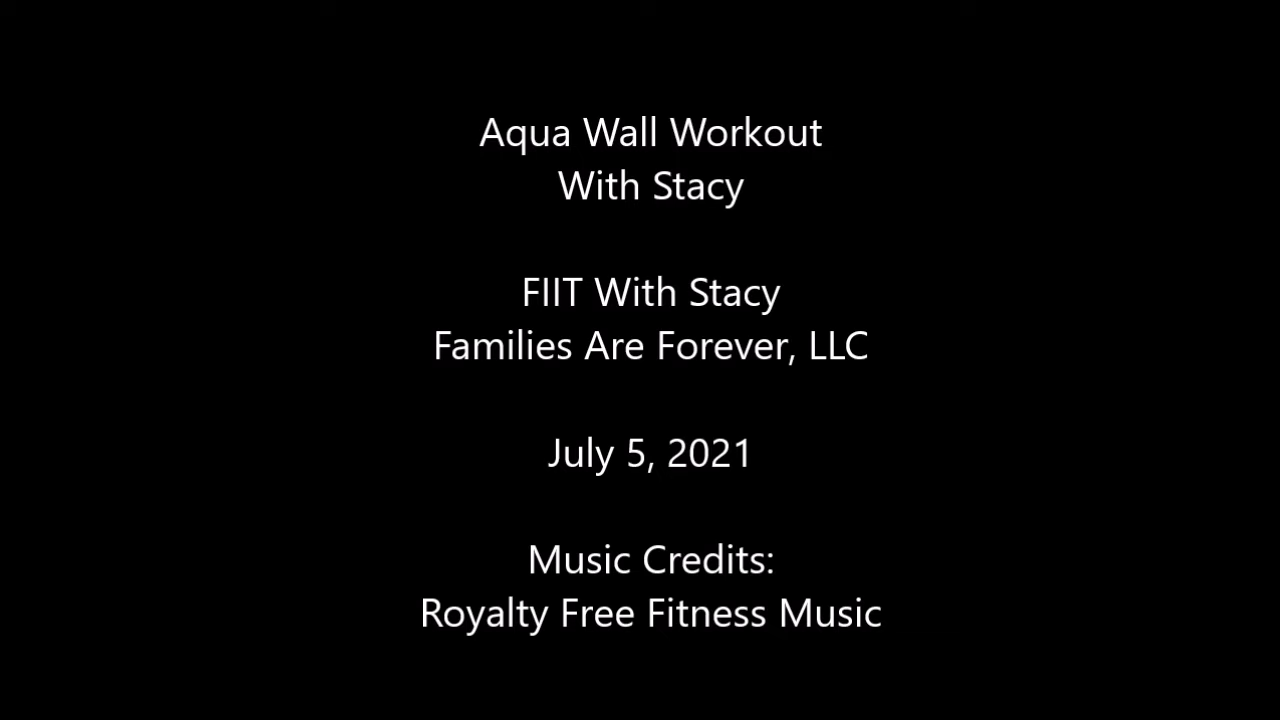 Aqua Wall Workout
With Stacy
FIIT With Stacy
Families Are Forever, LLC
July 5, 2021
Music Credits:
Royalty Free Fitness Music